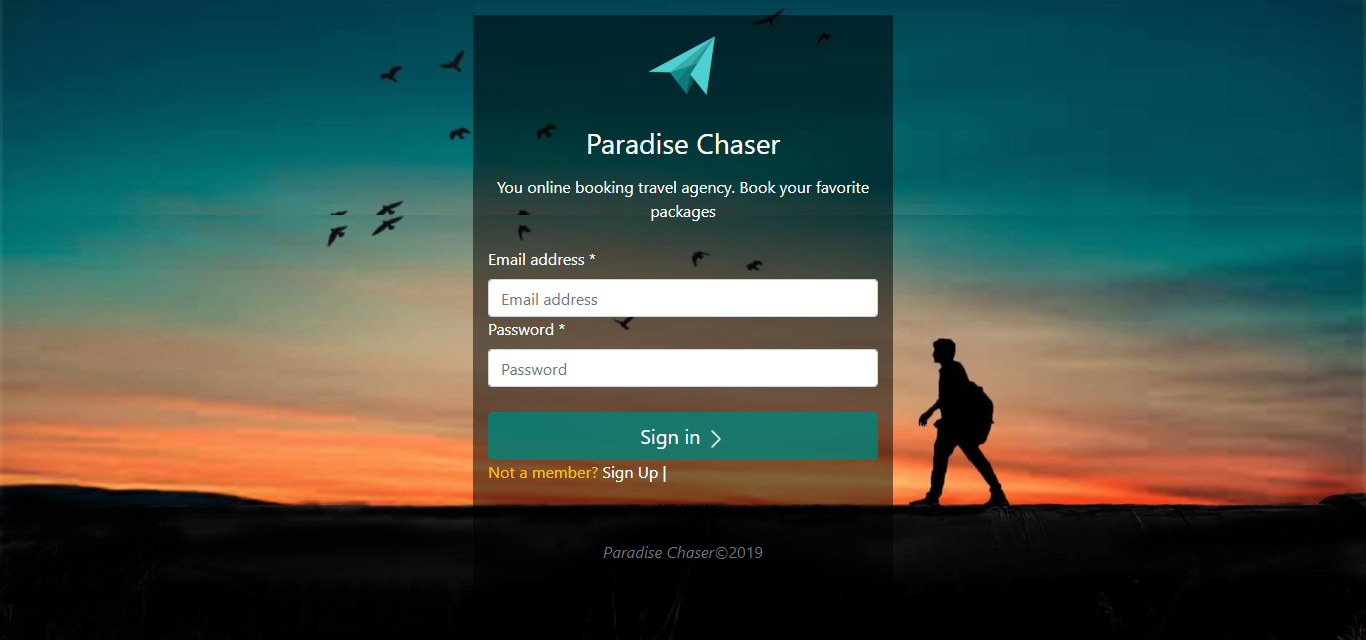 Paradise Chaser
You online booking travel agency. Book your favorite
packages
Email address *
Email address
Password *
Password
Sign in
Not a member? Sign Up |
Paradise Chaser©2019